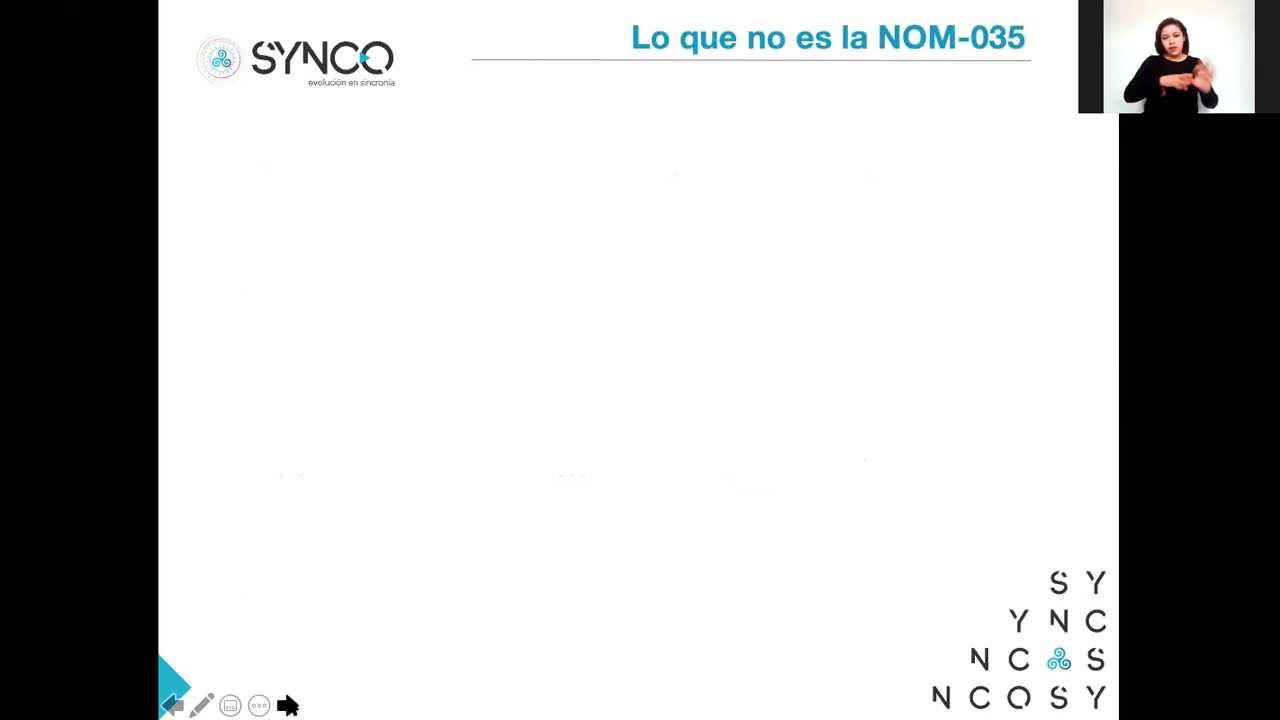 SYNCO
evolución en sincronía
Lo que no es la NOM-035
S Y
Y N C
N C S
N C O S Y